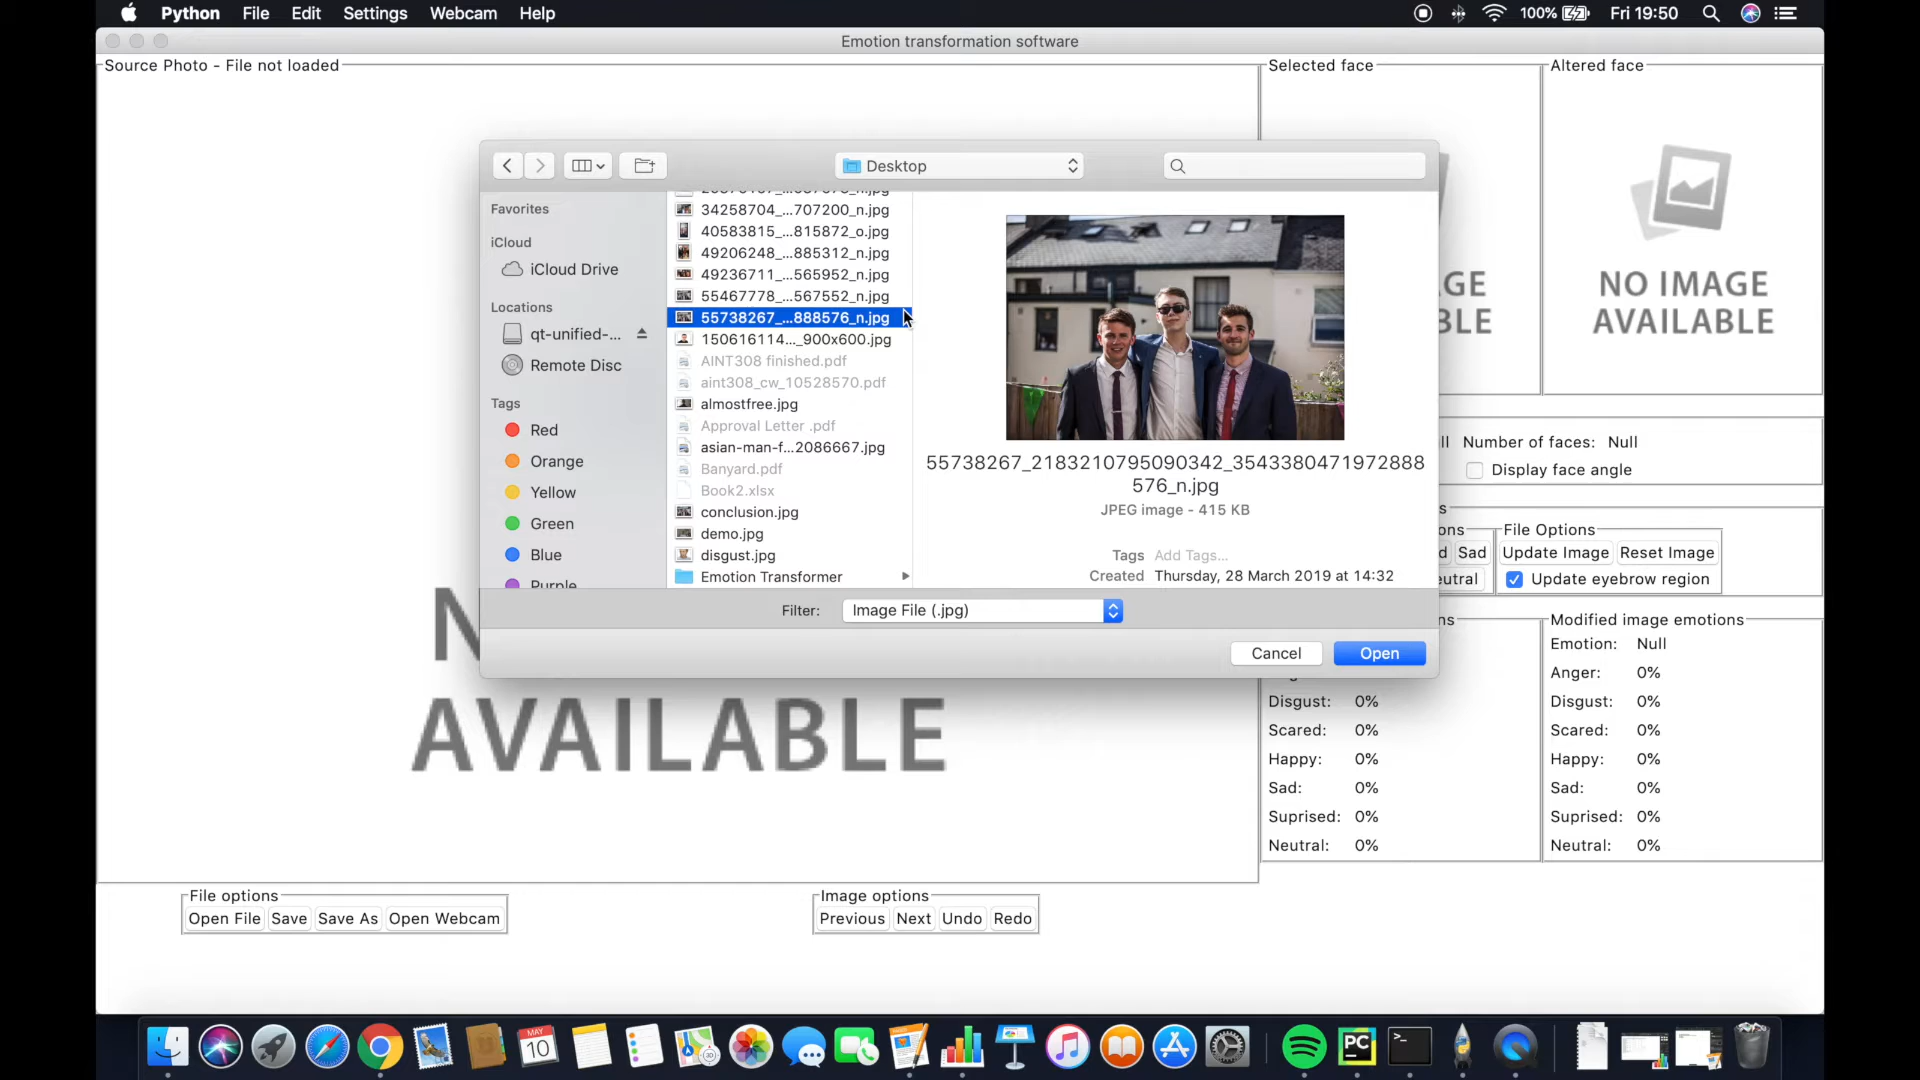 Python File Edit Settings Webcam Help 100% Fri 19:50
Emotion transformation software
Source Photo - File not loaded
Selected face
Altered face
Desktop
Favorites
iCloud
iCloud Drive
Locations
qt-unified-...
Remote Disc
Tags
Red
Orange
Yellow
Green
Blue
Purple
34258704_...707200_n.jpg
40583815_...815872_o.jpg
49206248_...885312_n.jpg
49236711_...565952_n.jpg
55467778_...567552_n.jpg
55738267_...888576_n.jpg
150616114..._900x600.jpg
AINT308 finished.pdf
aint308_cw_10528570.pdf
almostfree.jpg
Approval Letter .pdf
asian-man-f...2086667.jpg
Banyard.pdf
Book2.xlsx
conclusion.jpg
demo.jpg
disgust.jpg
Emotion Transformer
55738267_2183210795090342_3543380471972888
576_n.jpg
JPEG image - 415 KB
Tags Add Tags...
Created Thursday, 28 March 2019 at 14:32
Filter: Image File (.jpg)
Cancel Open
NO IMAGE
AVAILABLE
Number of faces: Null
Display face angle
File Options
Sad
Update Image Reset Image
Update eyebrow region
AVAILABLE
Disgust: 0%
Scared: 0%
Happy: 0%
Sad: 0%
Suprised: 0%
Neutral: 0%
Modified image emotions
Emotion: Null
Anger: 0%
Disgust: 0%
Scared: 0%
Happy: 0%
Sad: 0%
Suprised: 0%
Neutral: 0%
File options
Open File Save Save As Open Webcam
Image options
Previous Next Undo Redo
MAY
10
PC